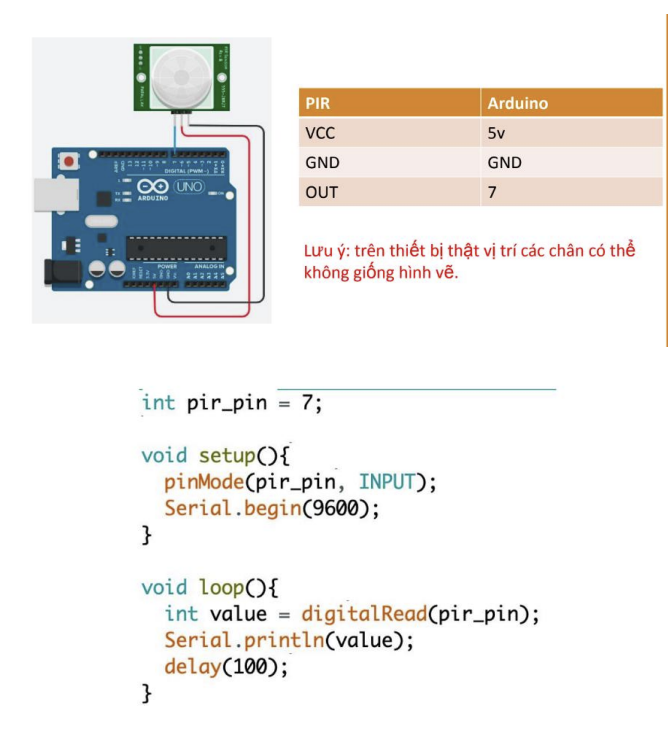 PIR Arduino
VCC 5v
GND GND
OUT 7
DIGITAL (PWM ~)
UNO
ARDUINO
POWER ANALOG IN
Lưu ý: trên thiết bị thật vị trí các chân có thể
không giống hình vẽ.
int pir_pin = 7;
void setup(){
pinMode(pir_pin, INPUT);
Serial.begin(9600);
}
void loop(){
int value = digitalRead(pir_pin);
Serial.println(value);
delay(100);
}